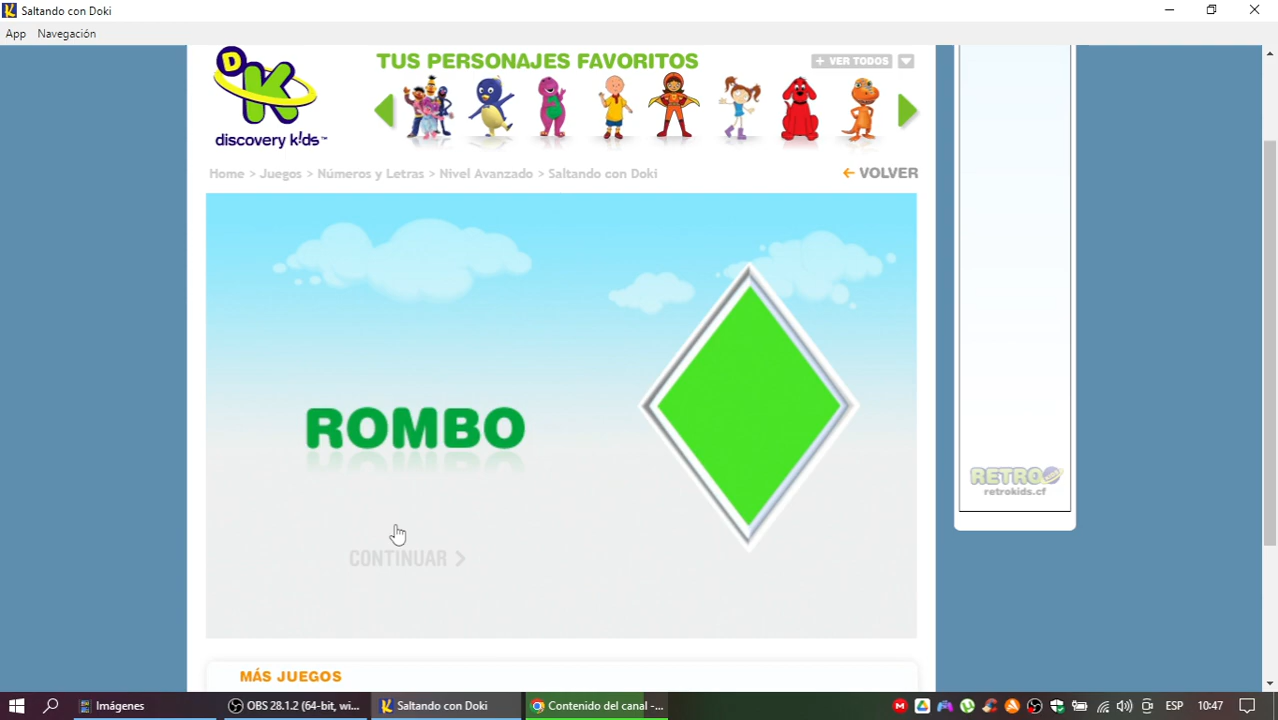 Saltando con Doki
App Navegación
DK
discovery k!ds™
TUS PERSONAJES FAVORITOS
+ VER TODOS
Home > Juegos > Números y Letras > Nivel Avanzado > Saltando con Doki
← VOLVER
ROMBO
CONTINUAR >
RETRO
retrokids.cf
MÁS JUEGOS
Imágenes
OBS 28.1.2 (64-bit, wi...
Saltando con Doki
Contenido del canal -...
ESP
10:47